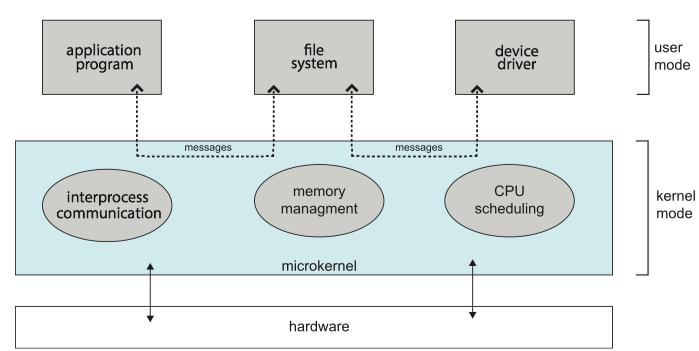 application
program
file
system
device
driver
user
mode
messages
messages
interprocess
communication
memory
managment
CPU
scheduling
kernel
mode
microkernel
hardware